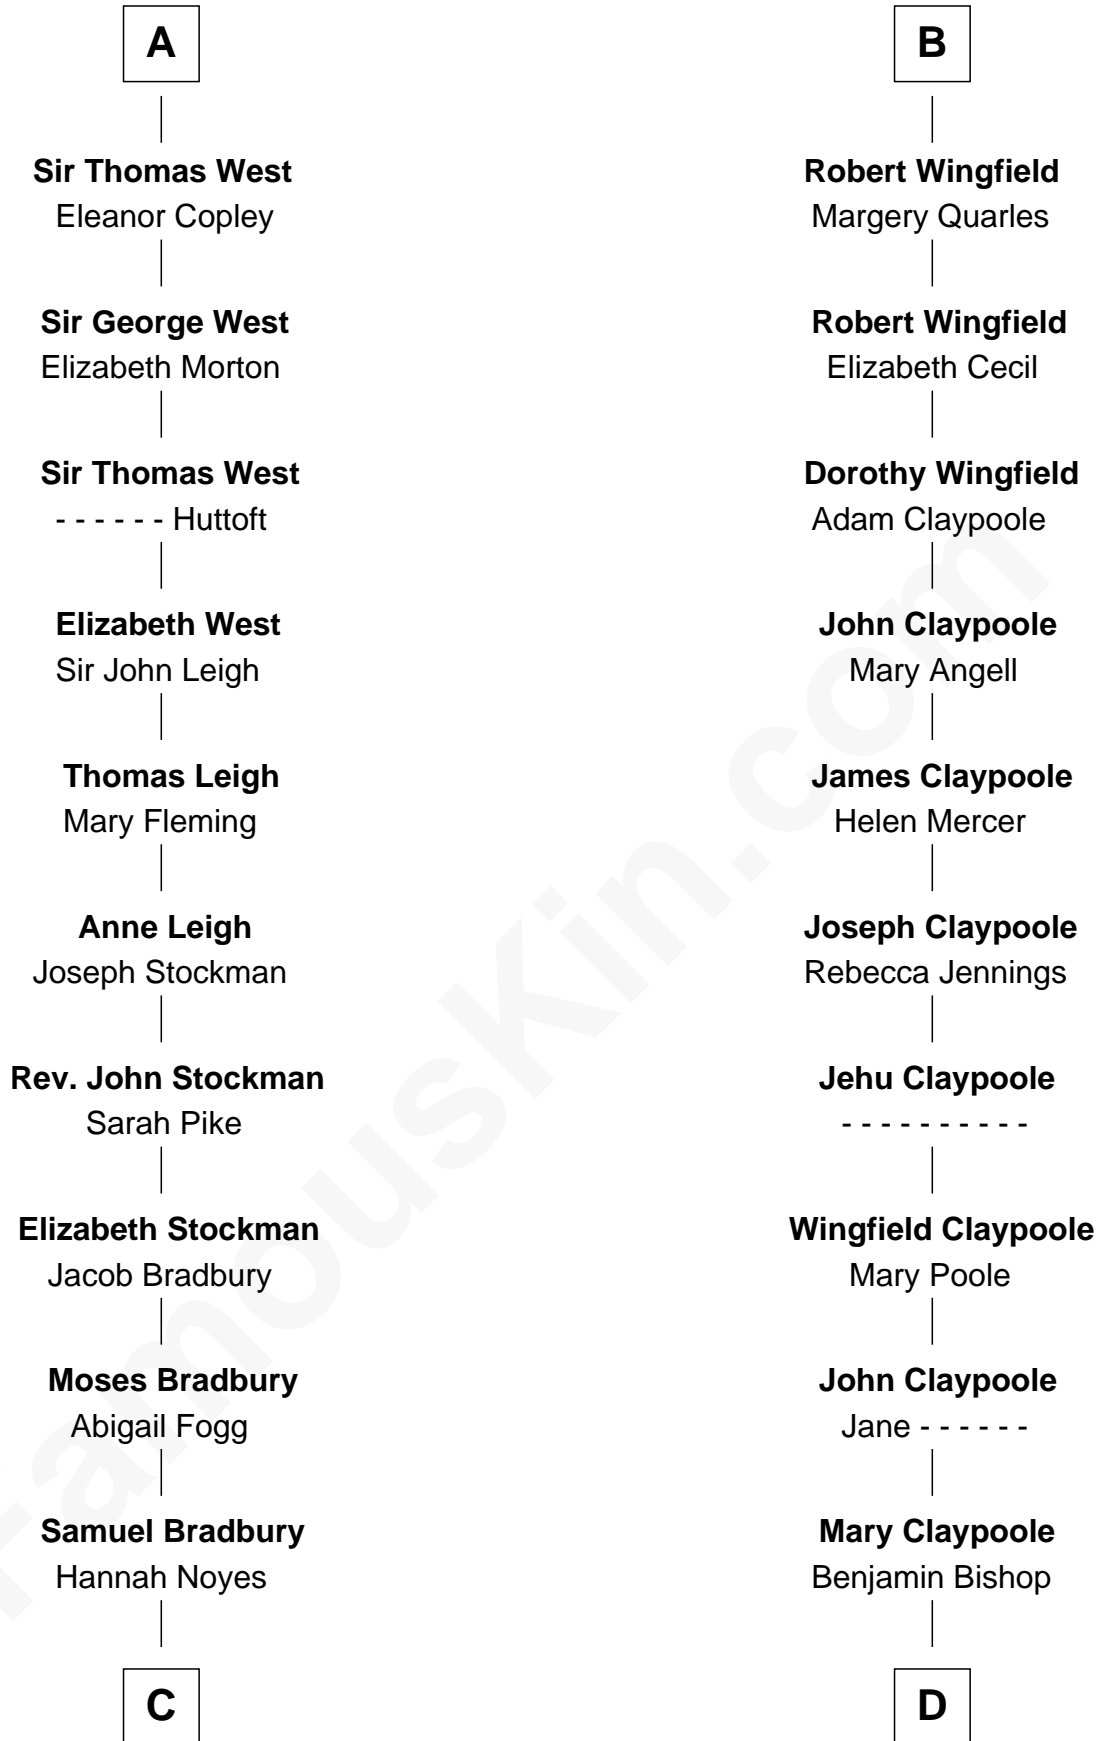 A
Sir Thomas West
Eleanor Copley
Sir George West
Elizabeth Morton
Sir Thomas West
- - - - - - Huttoft
Elizabeth West
Sir John Leigh
Thomas Leigh
Mary Fleming
Anne Leigh
Joseph Stockman
Rev. John Stockman
Sarah Pike
Elizabeth Stockman
Jacob Bradbury
Moses Bradbury
Abigail Fogg
Samuel Bradbury
Hannah Noyes
C
B
Robert Wingfield
Margery Quarles
Robert Wingfield
Elizabeth Cecil
Dorothy Wingfield
Adam Claypoole
John Claypoole
Mary Angell
James Claypoole
Helen Mercer
Joseph Claypoole
Rebecca Jennings
Jehu Claypoole
- - - - - - - - - -
Wingfield Claypoole
Mary Poole
John Claypoole
Jane - - - - - -
Mary Claypoole
Benjamin Bishop
D
FamousKin.com